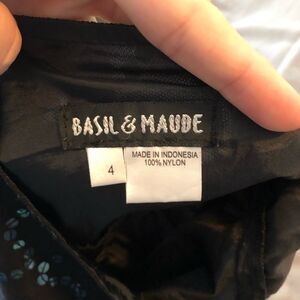 BASIL & MAUDE
4
MADE IN INDONESIA
100% NYLON